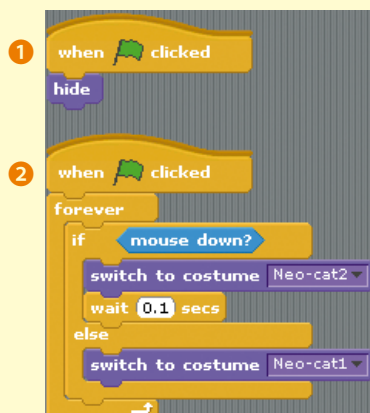 1
when clicked
hide
2
when clicked
forever
if mouse down?
switch to costume Neo-cat2
wait 0.1 secs
else
switch to costume Neo-cat1